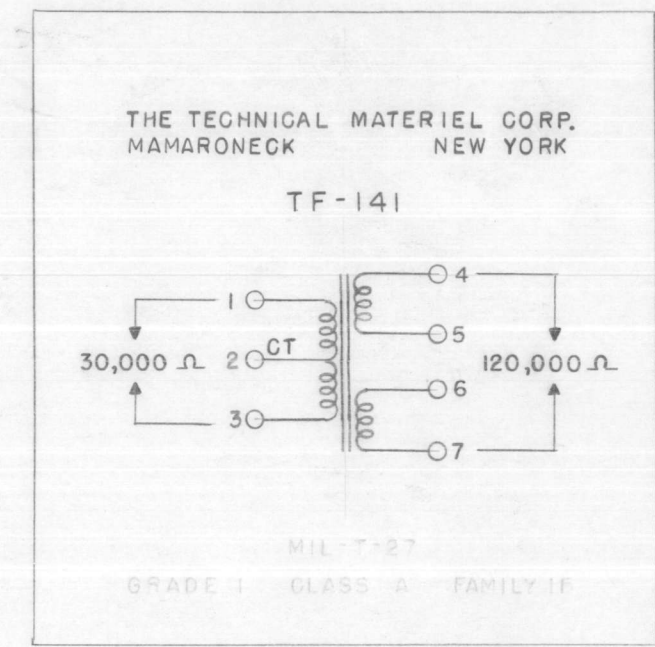 THE TECHNICAL MATERIEL CORP.
MAMARONECK NEW YORK
TF-141
1
2 CT
3
4
5
6
7
30,000 Ω
120,000 Ω
MIL-T-27
GRADE 1 CLASS A FAMILY